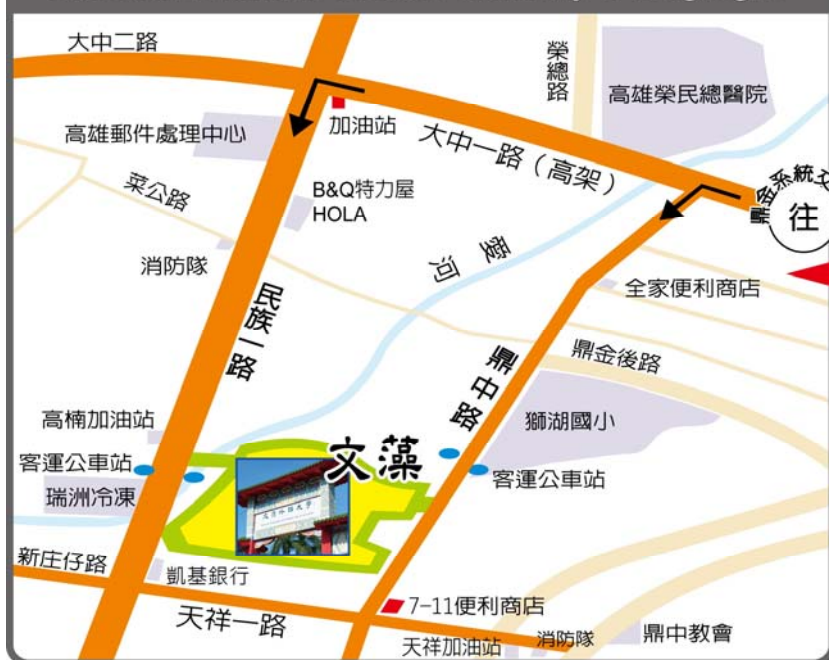 大中二路
榮總路
高雄榮民總醫院
高雄郵件處理中心
加油站
大中一路（高架）
鼎金系統交
往
菜公路
B&Q特力屋
HOLA
愛河
消防隊
全家便利商店
民族一路
鼎中路
鼎金後路
高楠加油站
獅湖國小
文藻
客運公車站
客運公車站
瑞洲冷凍
新庄仔路
凱基銀行
7-11便利商店
天祥一路
天祥加油站
消防隊
鼎中教會